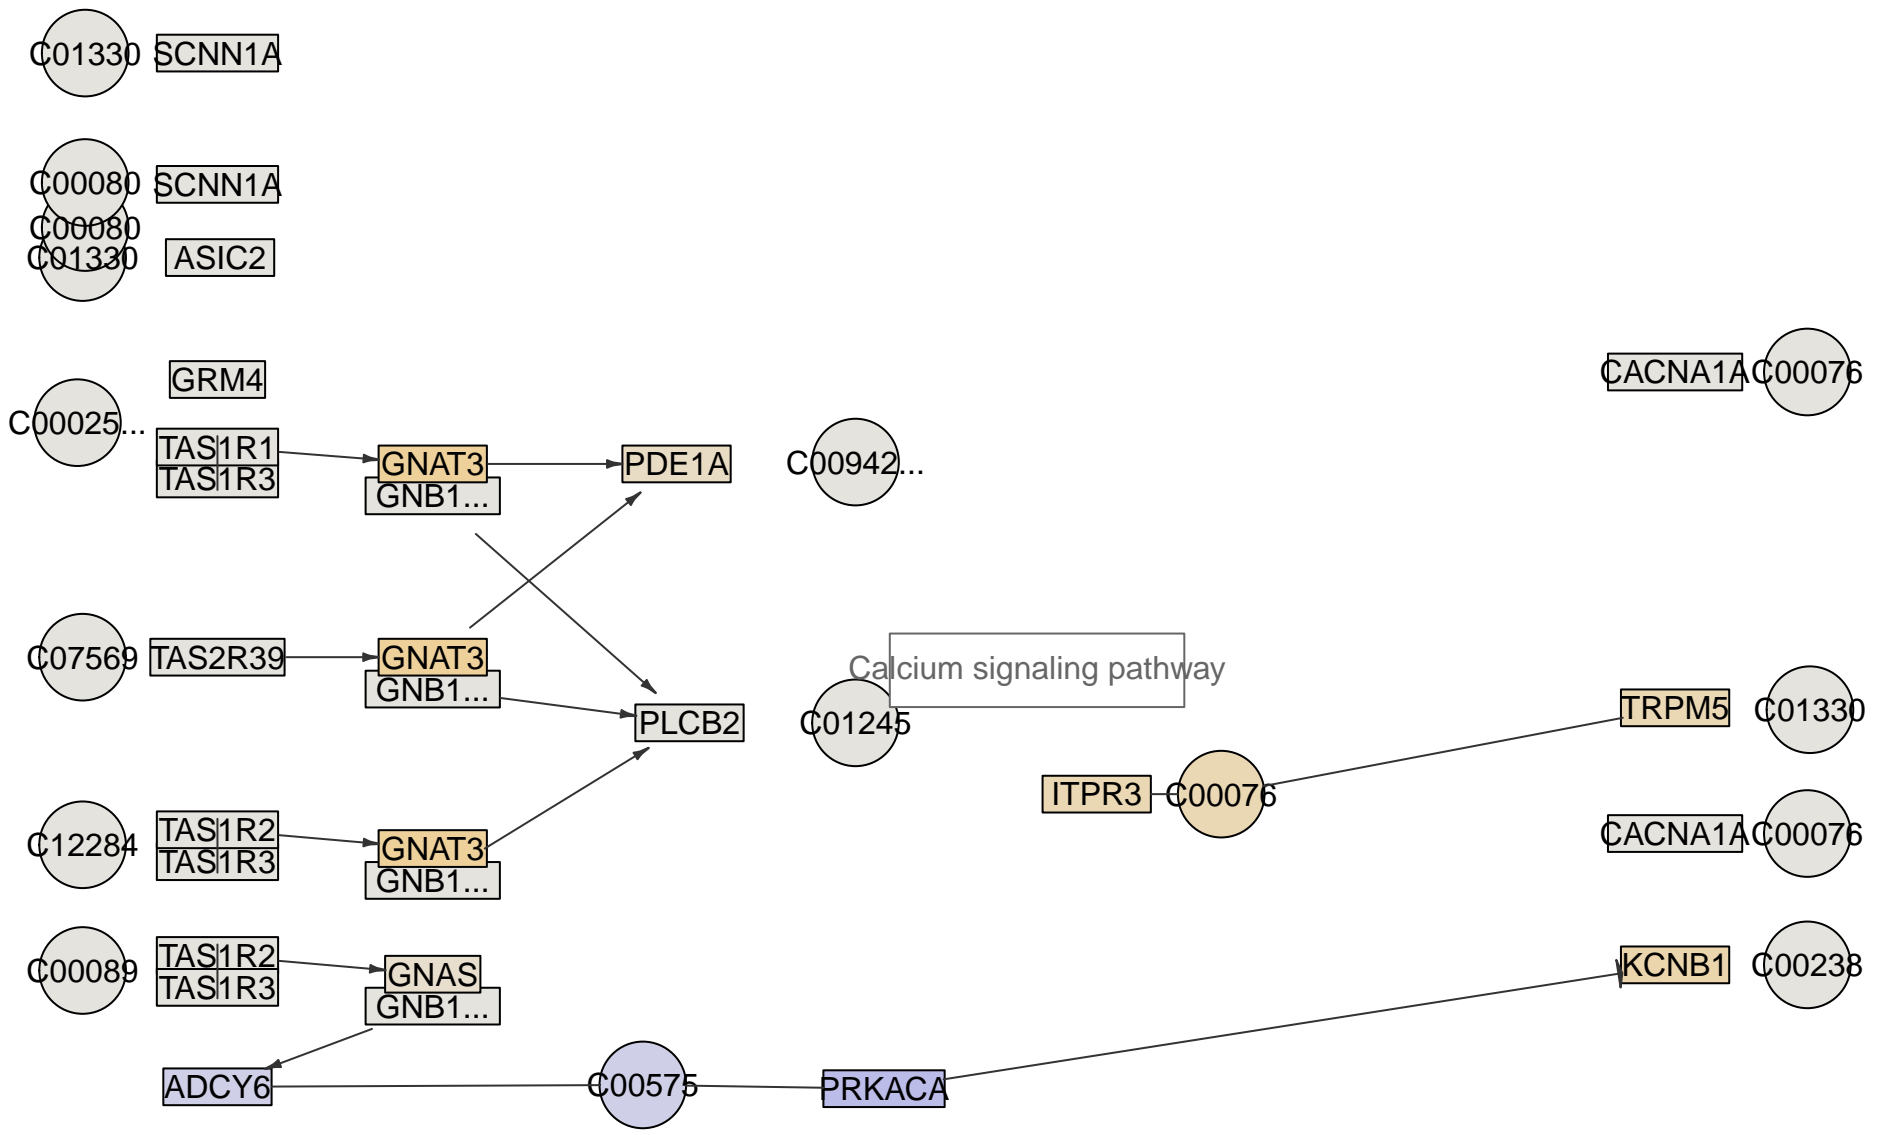 C01330 SCNN1A
C00080 SCNN1A
C00080
C01330 ASIC2
GRM4
CACNA1A C00076
C00025...
TAS1R1
GNAT3 PDE1A C00942...
TAS1R3
GNB1...
C07569 TAS2R39 GNAT3
Calcium signaling pathway
GNB1...
PLCB2 C01245
TRPM5 C01330
ITPR3 C00076
C12284 TAS1R2
CACNA1A C00076
GNAT3
TAS1R3
GNB1...
TAS1R2
C00089
KCNB1 C00238
GNAS
TAS1R3
GNB1...
ADCY6 C00575 PRKACA